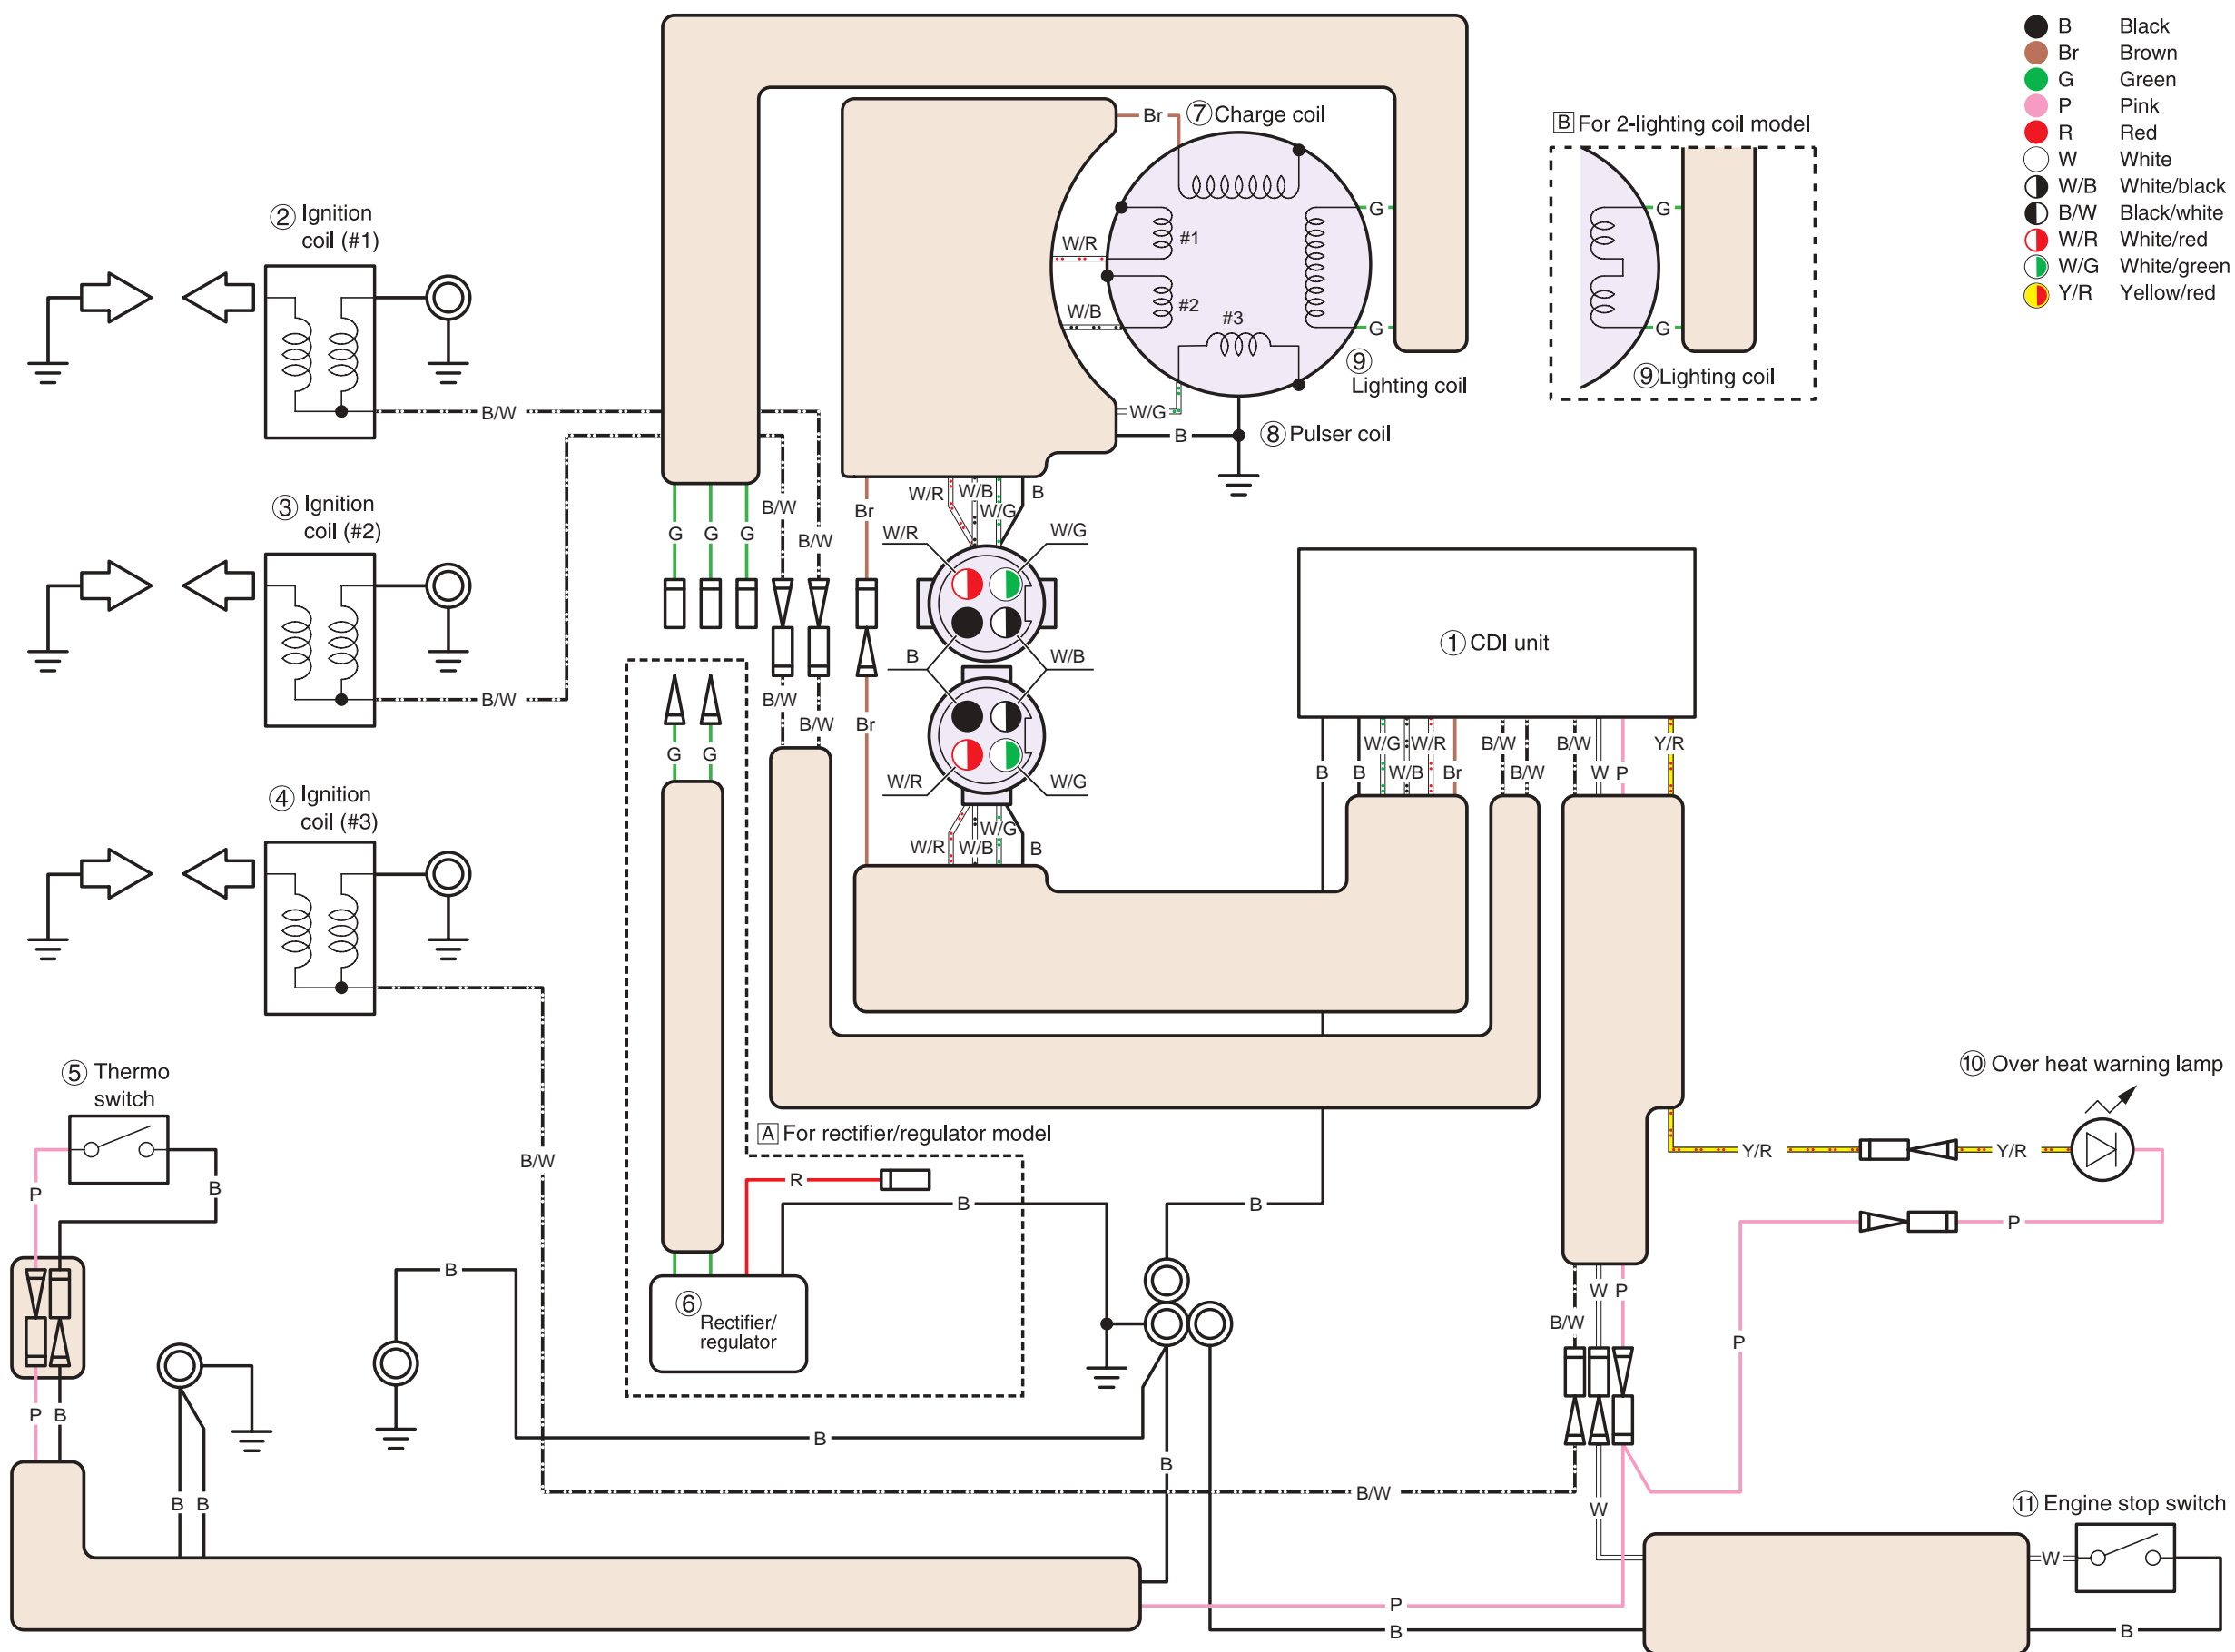 B Black
Br Brown
G Green
P Pink
R Red
W White
W/B White/black
B/W Black/white
W/R White/red
W/G White/green
Y/R Yellow/red
Br
⑦ Charge coil
B For 2-lighting coil model
② Ignition
coil (#1)
G
G
W/R
#1
W/B
#2
#3
G
G
⑨
Lighting coil
⑨ Lighting coil
B/W
W/G
B
⑧ Pulser coil
③ Ignition
coil (#2)
W/R
W/B
B
W/G
Br
B/W
G
G
G
B/W
W/R
W/G
① CDI unit
B
W/B
B/W
B/W
B/W
Br
G
G
W/R
W/G
W/G
W/R
B/W
B/W
Y/R
B
B
W/B
Br
B/W
W
P
④ Ignition
coil (#3)
W/G
W/R
W/B
B
⑤ Thermo
switch
⑩ Over heat warning lamp
A For rectifier/regulator model
Y/R
Y/R
B/W
P
B
R
B
B
P
B
⑥
Rectifier/
regulator
W
P
B/W
P
P
B
B
B
B/W
B
B
W
⑪ Engine stop switch
W
P
B
B